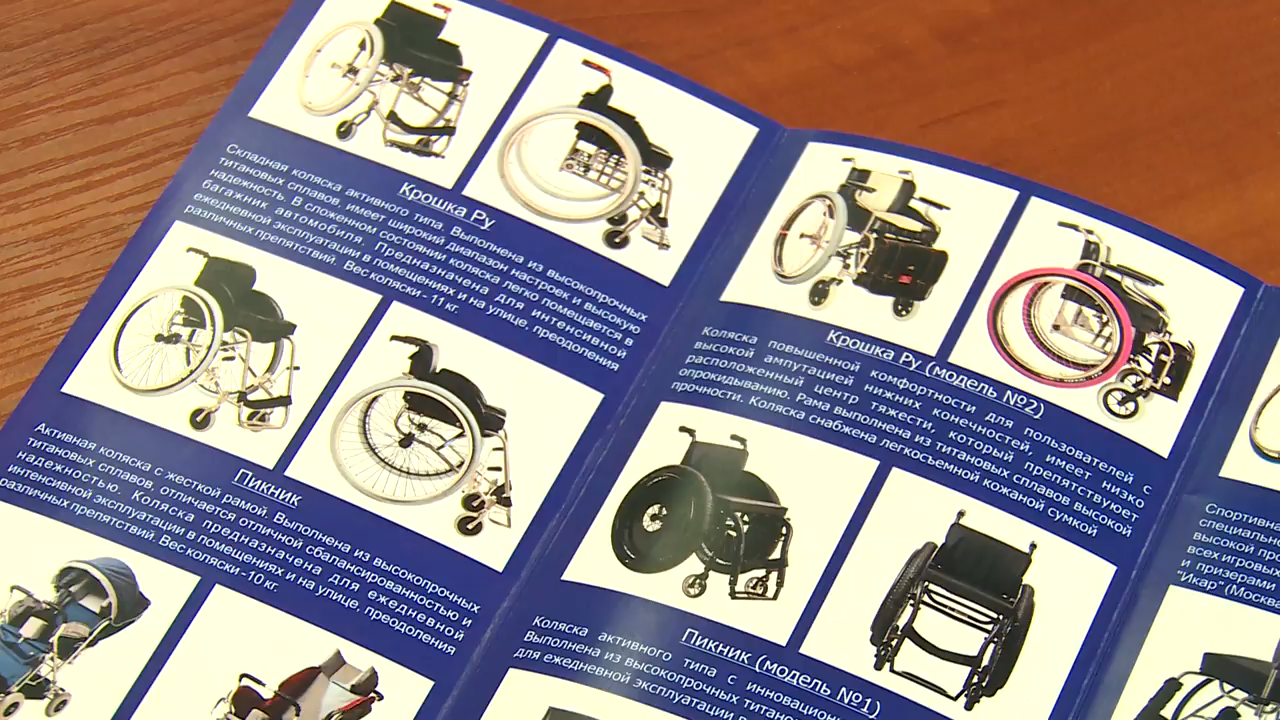 Крошка Ру
Складная коляска активного типа. Выполнена из высокопрочных
титановых сплавов, имеет широкий диапазон настроек и высокую
надежность. В сложенном состоянии коляска легко помещается в
багажник автомобиля. Предназначена для интенсивной
ежедневной эксплуатации в помещениях и на улице, преодоления
различных препятствий. Вес коляски - 11 кг.
Пикник
Активная коляска с жесткой рамой. Выполнена из высокопрочных
титановых сплавов, отличается отличной сбалансированностью и
надежностью. Коляска предназначена для ежедневной
интенсивной эксплуатации в помещениях и на улице, преодоления
различных препятствий. Вес коляски - 10 кг.
Крошка Ру (модель №2)
Коляска повышенной комфортности для пользователей с
высокой ампутацией нижних конечностей, имеет низко
расположенный центр тяжести, который препятствуюет
опрокидыванию. Рама выполнена из титановых сплавов высокой
прочности. Коляска снабжена легкосъемной кожаной сумкой
Пикник (модель №1)
Коляска активного типа с
Выполнена из высокопрочных
для ежедневной эксплуатации в
Спортивна
специально
высокой про
всех игровых
и призерами
"Икар" (Москва